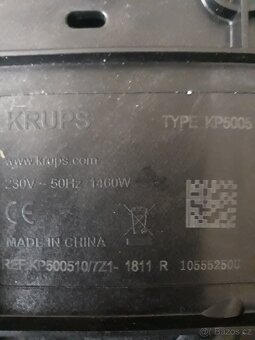 KRUPS TYPE KP5005
www.krups.com
230V ~ 50Hz 1460W
CE
MADE IN CHINA
REF:KP500510/7Z1- 1811 R 10555250U
bazos.cz